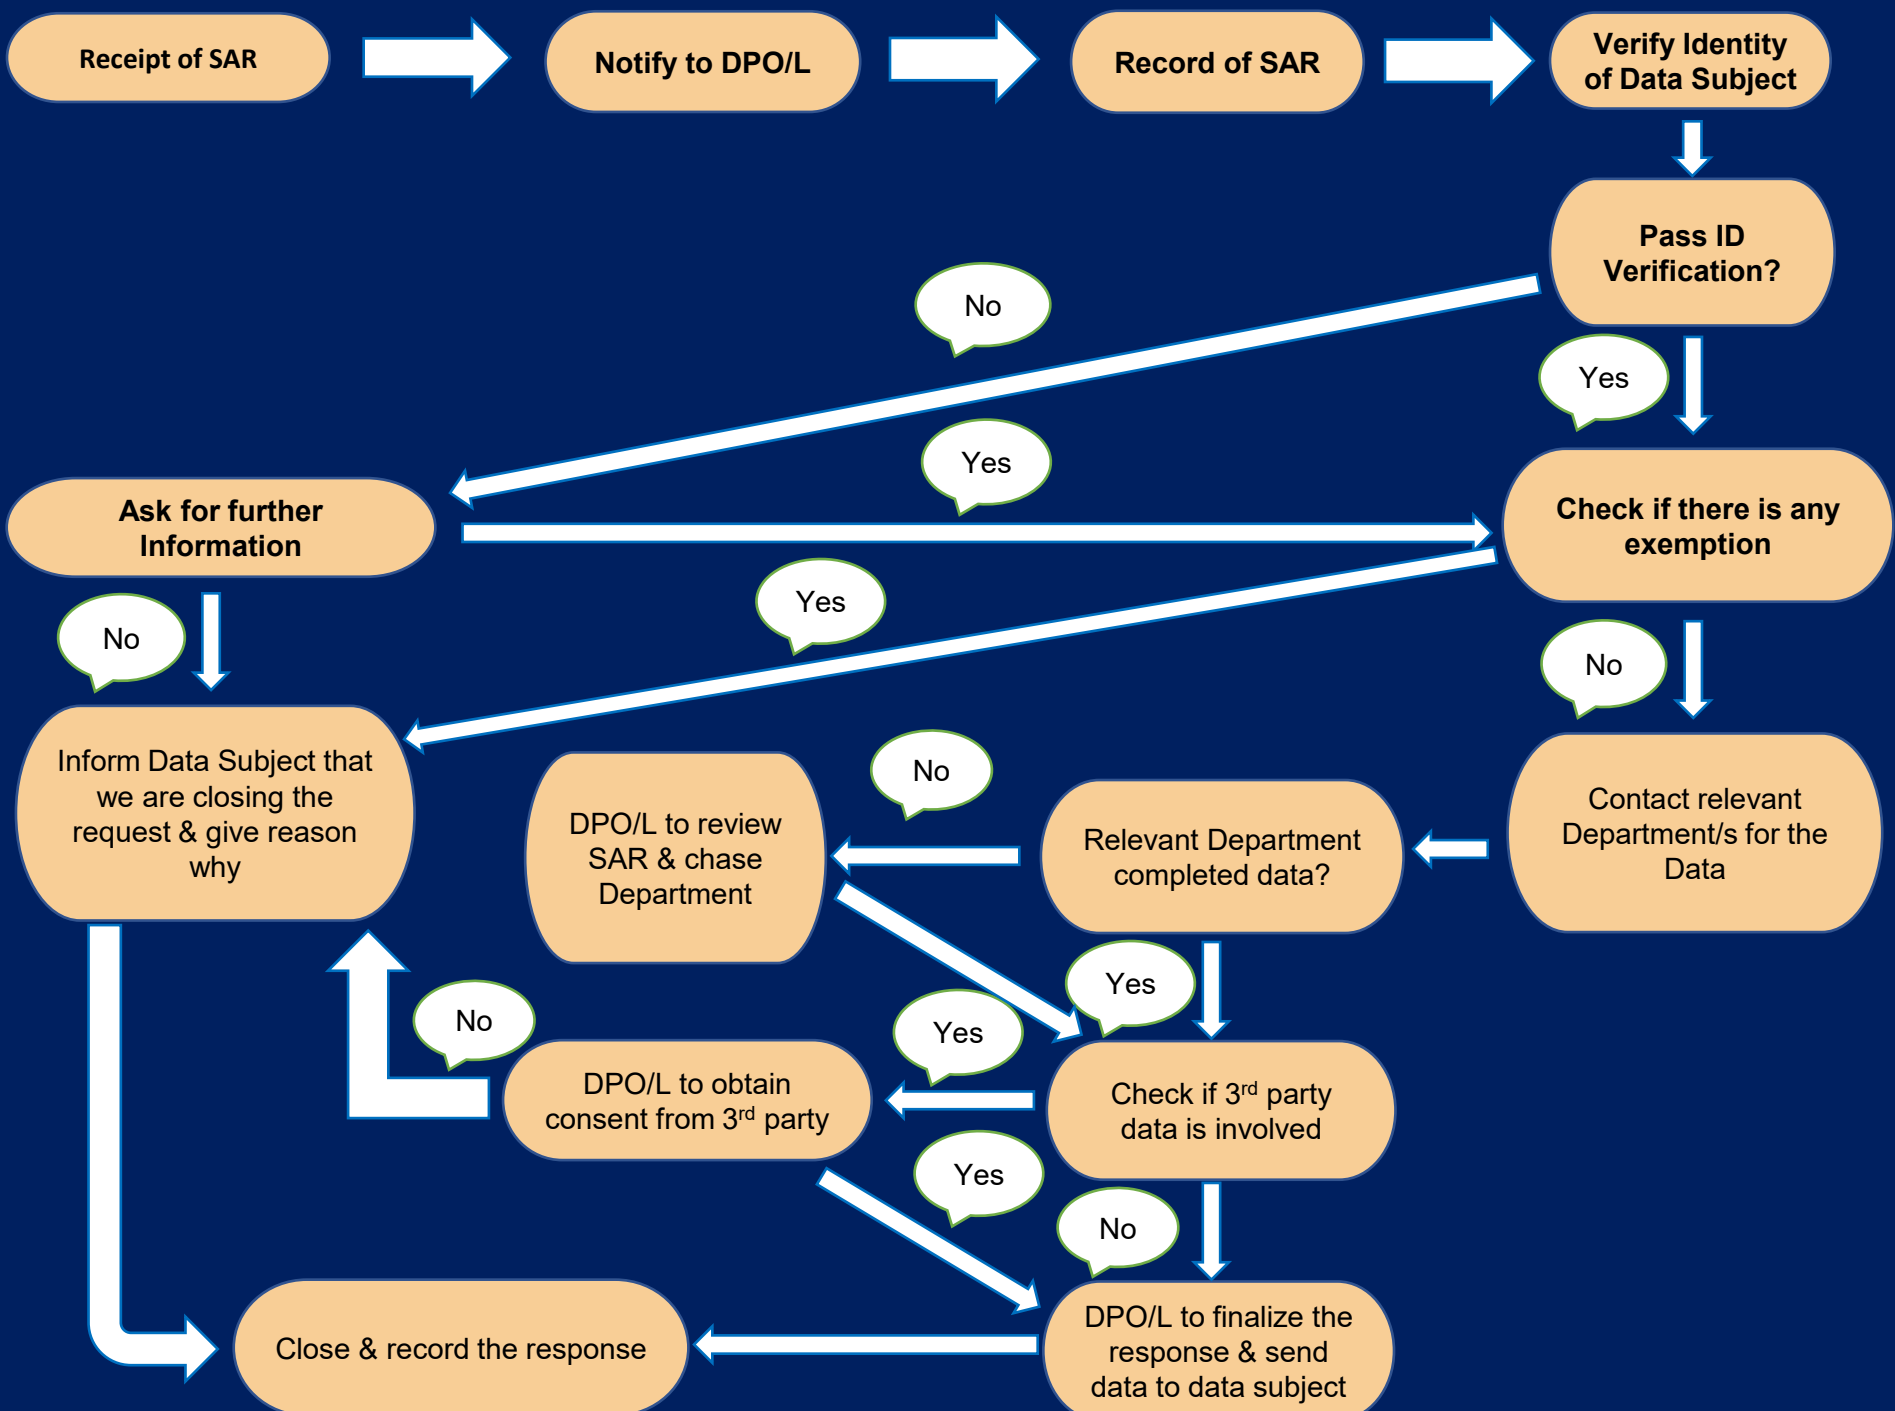 Receipt of SAR
Notify to DPO/L
Record of SAR
Verify Identity
of Data Subject
Pass ID
Verification?
No
Yes
Yes
Ask for further
Information
Check if there is any
exemption
Yes
No
No
Inform Data Subject that
we are closing the
request & give reason
why
DPO/L to review
SAR & chase
Department
No
Relevant Department
completed data?
Contact relevant
Department/s for the
Data
Yes
Yes
No
DPO/L to obtain
consent from 3rd party
Check if 3rd party
data is involved
Yes
No
Close & record the response
DPO/L to finalize the
response & send
data to data subject